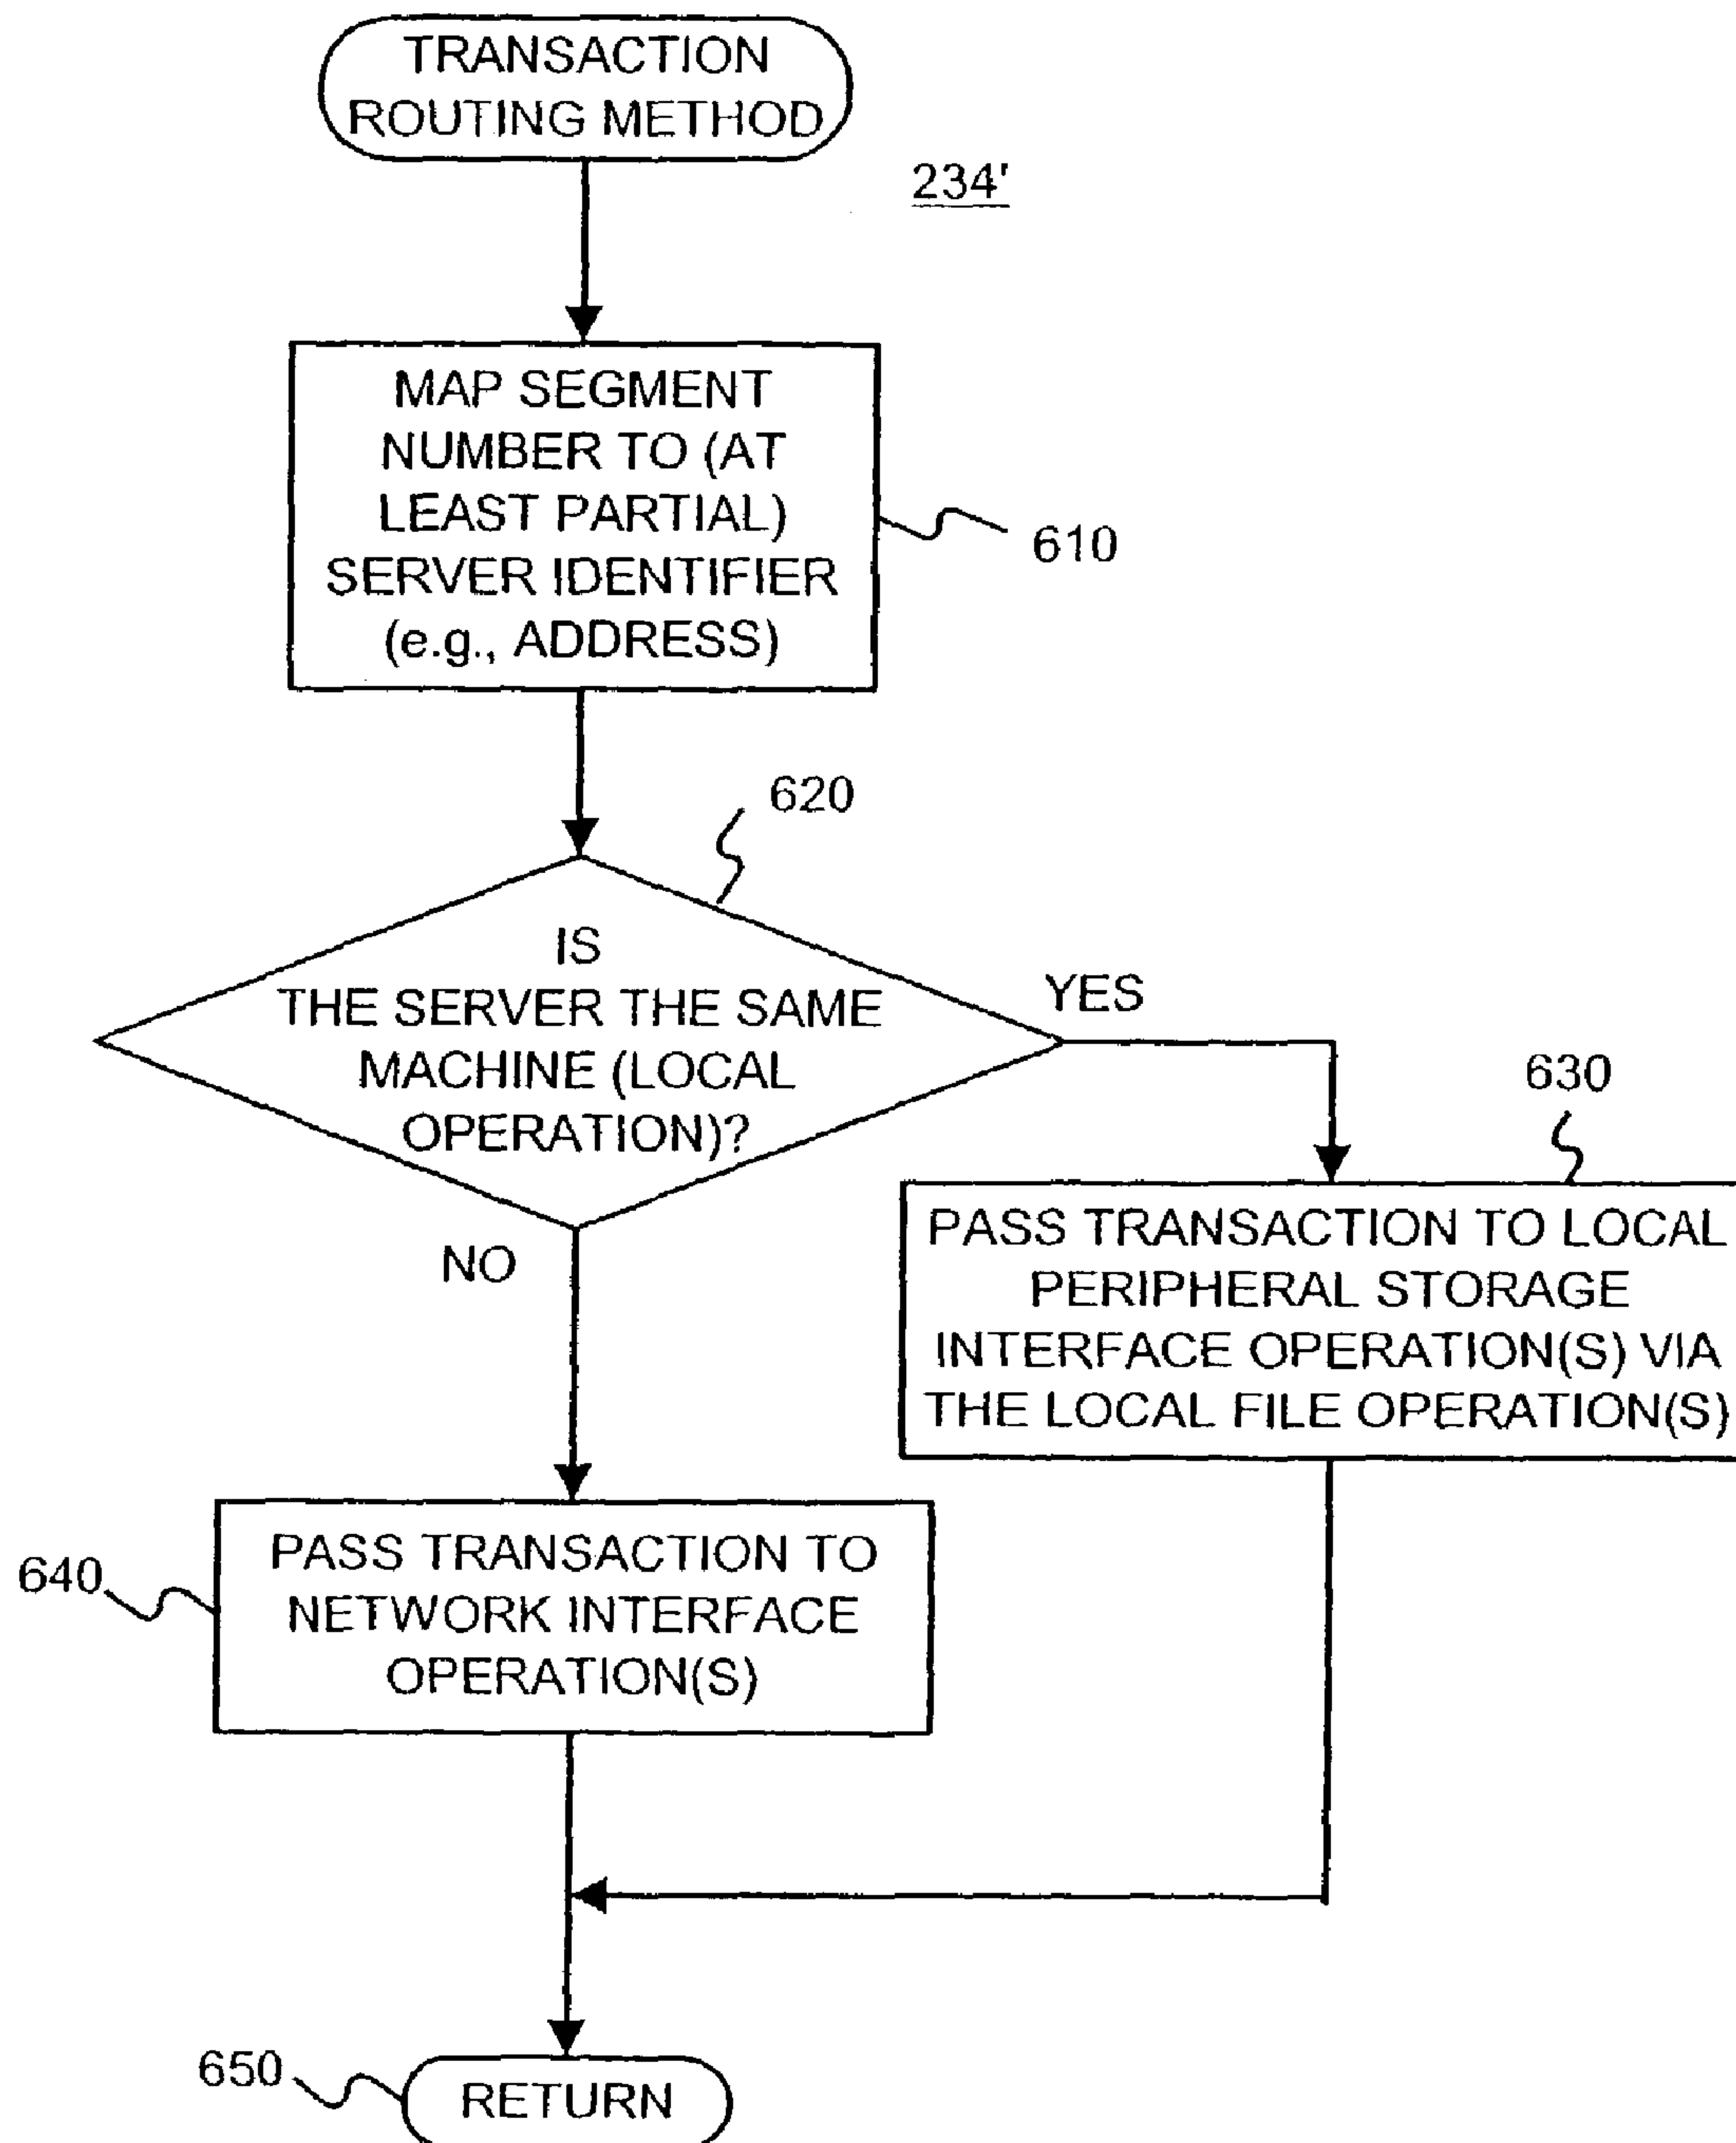 TRANSACTION
ROUTING METHOD
234'
MAP SEGMENT
NUMBER TO (AT
LEAST PARTIAL)
SERVER IDENTIFIER
(e.g., ADDRESS)
610
620
IS
THE SERVER THE SAME
MACHINE (LOCAL
OPERATION)?
YES
NO
630
PASS TRANSACTION TO LOCAL
PERIPHERAL STORAGE
INTERFACE OPERATION(S) VIA
THE LOCAL FILE OPERATION(S)
640
PASS TRANSACTION TO
NETWORK INTERFACE
OPERATION(S)
650
RETURN